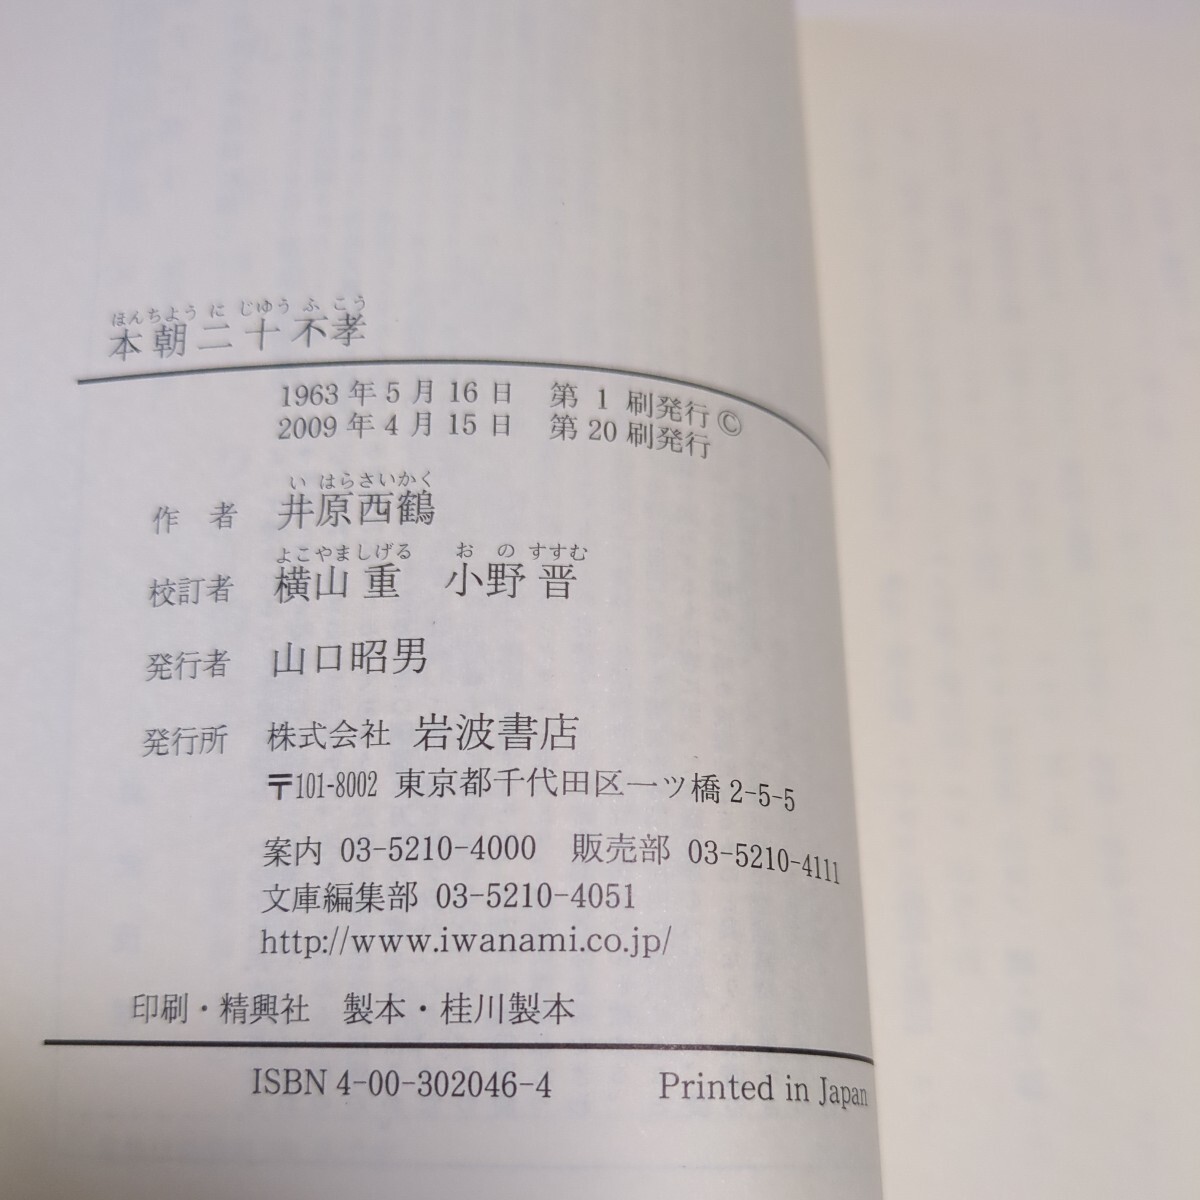 ほんちよう に じゆう ふ こう
本朝二十不孝
1963年5月16日 第1刷発行©
2009年4月15日 第20刷発行
い はらさいかく
作者 井原西鶴
よこやましげる お の すすむ
校訂者 横山重 小野晋
発行者 山口昭男
発行所 株式会社 岩波書店
〒101-8002 東京都千代田区一ツ橋2-5-5
案内 03-5210-4000 販売部 03-5210-4111
文庫編集部 03-5210-4051
http://www.iwanami.co.jp/
印刷・精興社 製本・桂川製本
ISBN 4-00-302046-4 Printed in Japan